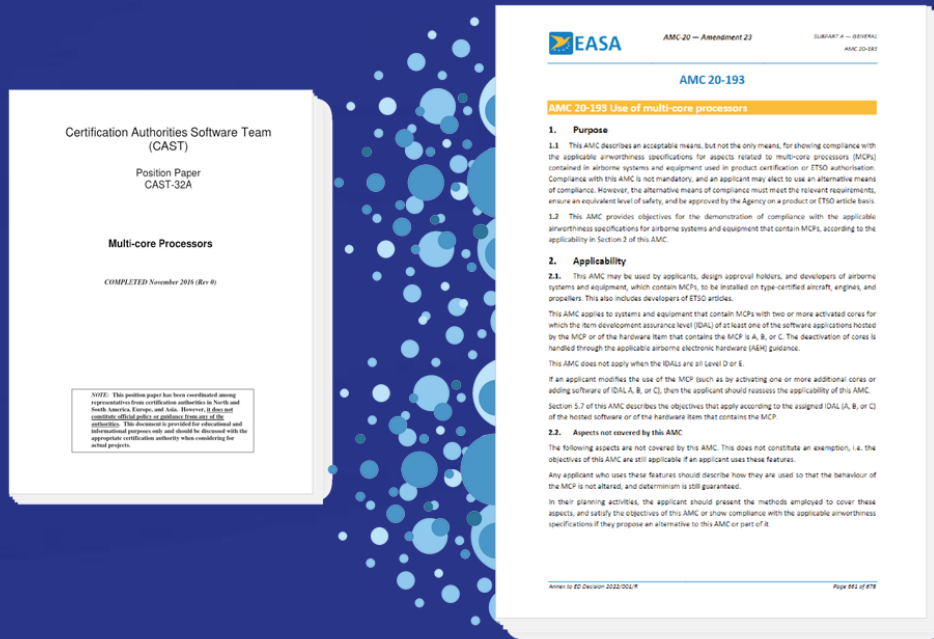 Certification Authorities Software Team
(CAST)
Position Paper
CAST-32A
Multi-core Processors
COMPLETED November 2016 (Rev 0)
NOTE: This position paper has been coordinated among
representatives from certification authorities in North and
South America, Europe, and Asia. However, it does not
constitute official policy or guidance from any of the
authorities. This document is provided for educational and
informational purposes only and should be discussed with the
appropriate certification authority when considering for
actual projects.
EASA
AMC-20 — Amendment 23
SUBPART A — GENERAL
AMC 20-193
AMC 20-193
AMC 20-193 Use of multi-core processors
1. Purpose
1.1 This AMC describes an acceptable means, but not the only means, for showing compliance with
the applicable airworthiness specifications for aspects related to multi-core processors (MCPs)
contained in airborne systems and equipment used in product certification or ETSO authorisation.
Compliance with this AMC is not mandatory, and an applicant may elect to use an alternative means
of compliance. However, the alternative means of compliance must meet the relevant requirements,
ensure an equivalent level of safety, and be approved by the Agency on a product or ETSO article basis.
1.2 This AMC provides objectives for the demonstration of compliance with the applicable
airworthiness specifications for airborne systems and equipment that contain MCPs, according to the
applicability in Section 2 of this AMC.
2. Applicability
2.1. This AMC may be used by applicants, design approval holders, and developers of airborne
systems and equipment, which contain MCPs, to be installed on type-certified aircraft, engines, and
propellers. This also includes developers of ETSO articles.
This AMC applies to systems and equipment that contain MCPs with two or more activated cores for
which the item development assurance level (IDAL) of at least one of the software applications hosted
by the MCP or of the hardware item that contains the MCP is A, B, or C. The deactivation of cores is
handled through the applicable airborne electronic hardware (AEH) guidance.
This AMC does not apply when the IDALs are all Level D or E.
If an applicant modifies the use of the MCP (such as by activating one or more additional cores or
adding software of IDAL A, B, or C), then the applicant should reassess the applicability of this AMC.
Section 5.7 of this AMC describes the objectives that apply according to the assigned IDAL (A, B, or C)
of the hosted software or of the hardware item that contains the MCP.
2.2. Aspects not covered by this AMC
The following aspects are not covered by this AMC. This does not constitute an exemption, i.e. the
objectives of this AMC are still applicable if an applicant uses these features.
Any applicant who uses these features should describe how they are used so that the behaviour of
the MCP is not altered, and determinism is still guaranteed.
In their planning activities, the applicant should present the methods employed to cover these
aspects, and satisfy the objectives of this AMC or show compliance with the applicable airworthiness
specifications if they propose an alternative to this AMC or part of it.
Annex to ED Decision 2022/001/R
Page 661 of 678